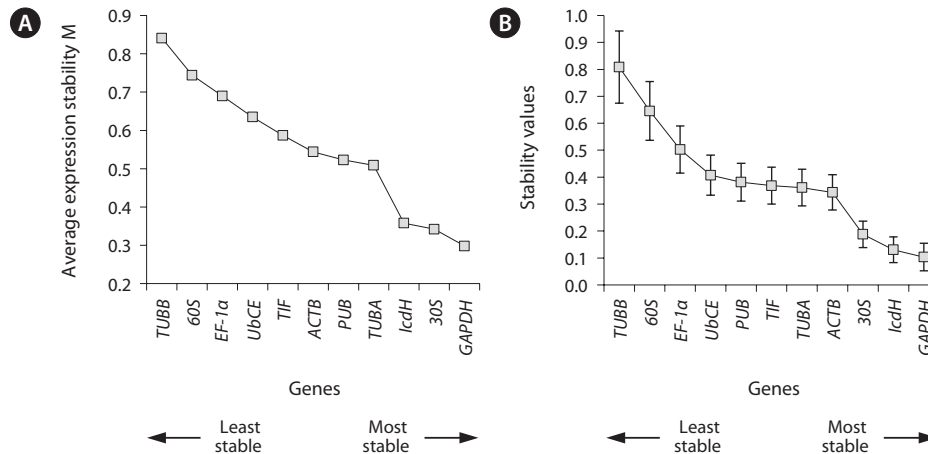 A
Average expression stability M
0.9
0.8
0.7
0.6
0.5
0.4
0.3
0.2
TUBB
60S
EF-1α
UbCE
TIF
ACTB
PUB
TUBA
IcdH
30S
GAPDH
Genes
Least
stable
Most
stable
B
Stability values
1.0
0.9
0.8
0.7
0.6
0.5
0.4
0.3
0.2
0.1
0.0
TUBB
60S
EF-1α
UbCE
PUB
TIF
TUBA
ACTB
30S
IcdH
GAPDH
Genes
Least
stable
Most
stable